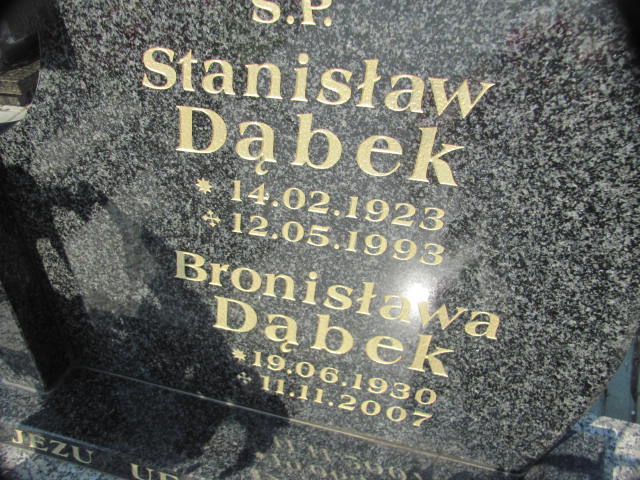 S.P.
Stanisław
Dąbek
* 14.02.1923
✢ 12.05.1993
Bronisława
Dąbek
* 19.06.1930
✢ 11.11.2007
JEZU